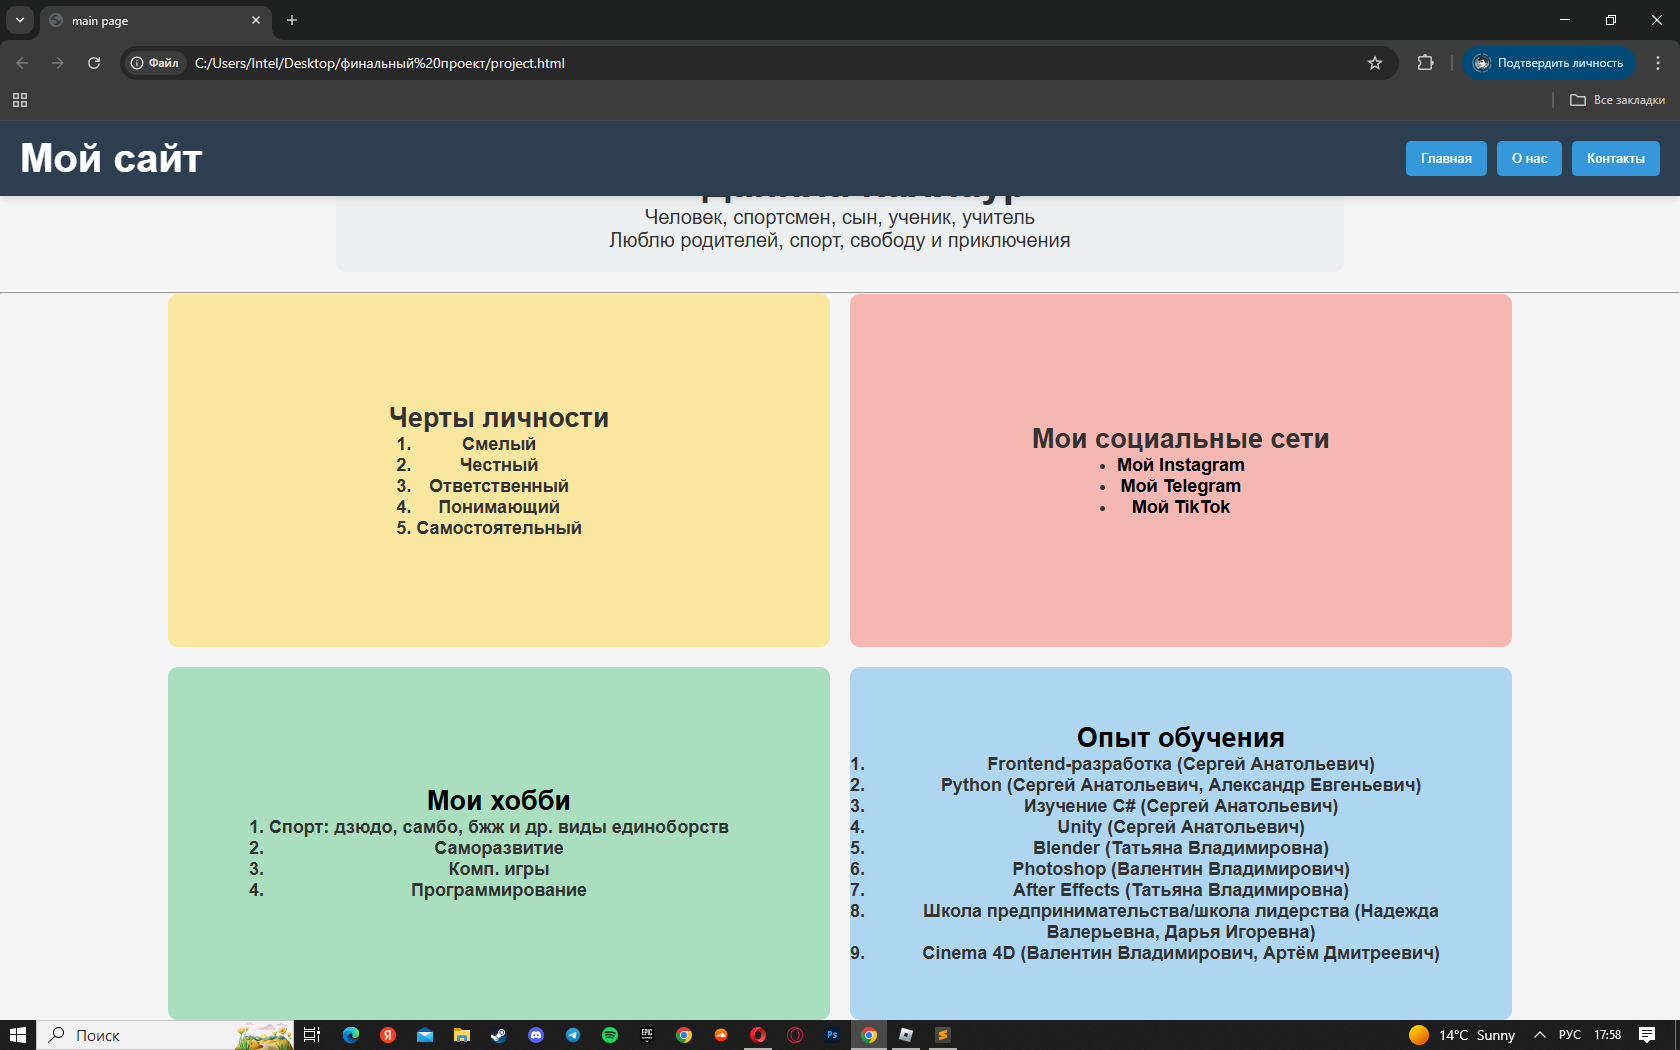 main page
Файл
C:/Users/Intel/Desktop/финальный%20проект/project.html
Подтвердить личность
Все закладки
Мой сайт
Главная
О нас
Контакты
Человек, спортсмен, сын, ученик, учитель
Люблю родителей, спорт, свободу и приключения
Черты личности
1. Смелый
2. Честный
3. Ответственный
4. Понимающий
5. Самостоятельный
Мои социальные сети
• Мой Instagram
• Мой Telegram
• Мой TikTok
Мои хобби
1. Спорт: дзюдо, самбо, бжж и др. виды единоборств
2. Саморазвитие
3. Комп. игры
4. Программирование
Опыт обучения
1. Frontend-разработка (Сергей Анатольевич)
2. Python (Сергей Анатольевич, Александр Евгеньевич)
3. Изучение C# (Сергей Анатольевич)
4. Unity (Сергей Анатольевич)
5. Blender (Татьяна Владимировна)
6. Photoshop (Валентин Владимирович)
7. After Effects (Татьяна Владимировна)
8. Школа предпринимательства/школа лидерства (Надежда
Валерьевна, Дарья Игоревна)
9. Cinema 4D (Валентин Владимирович, Артём Дмитреевич)
Поиск
Я
EPIC
GAMES
Ps
14°C Sunny
РУС
17:58